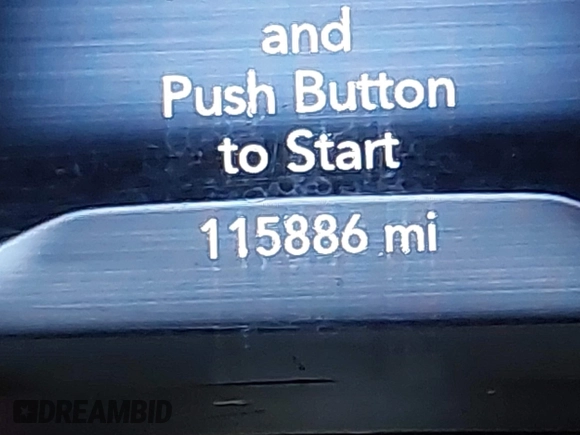 and
Push Button
to Start
115886 mi
DREAMBID